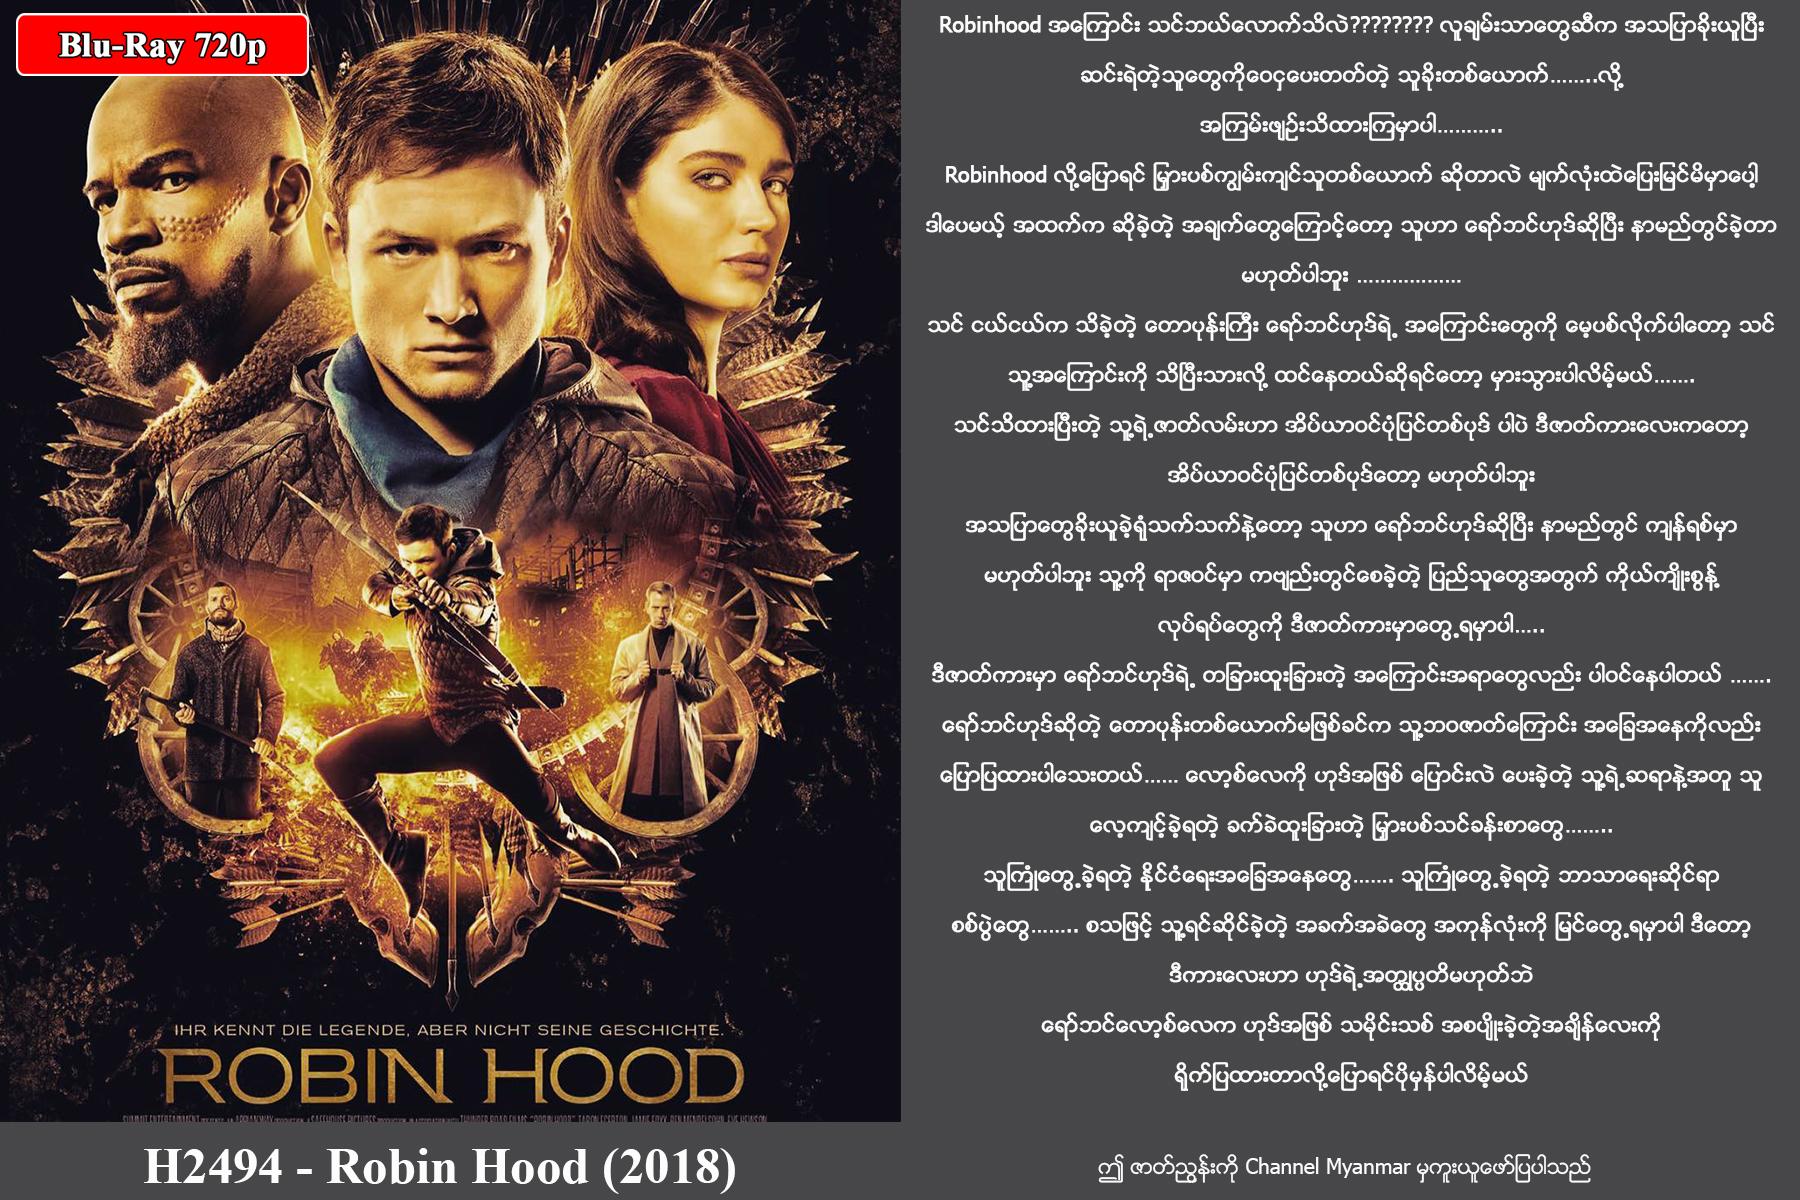 Blu-Ray 720p
IHR KENNT DIE LEGENDE, ABER NICHT SEINE GESCHICHTE.
ROBIN HOOD
H2494 - Robin Hood (2018)
Robinhood အကြောင်း သင်ဘယ်လောက်သိလဲ???????? လူချမ်းသာတွေဆီက အသပြာခိုးယူပြီး
ဆင်းရဲတဲ့သူတွေကိုဝေငှပေးတတ်တဲ့ သူခိုးတစ်ယောက်........လို့
အကြမ်းဖျဉ်းသိထားကြမှာပါ...........
Robinhood လို့ပြောရင် မြှားပစ်ကျွမ်းကျင်သူတစ်ယောက် ဆိုတာလဲ မျက်လုံးထဲပြေးမြင်မိမှာပေါ့
ဒါပေမယ့် အထက်က ဆိုခဲ့တဲ့ အချက်တွေကြောင့်တော့ သူဟာ ရော်ဘင်ဟုဒ်ဆိုပြီး နာမည်တွင်ခဲ့တာ
မဟုတ်ပါဘူး ..................
သင် ငယ်ငယ်က သိခဲ့တဲ့ တောပုန်းကြီး ရော်ဘင်ဟုဒ်ရဲ့ အကြောင်းတွေကို မေ့ပစ်လိုက်ပါတော့ သင်
သူ့အကြောင်းကို သိပြီးသားလို့ ထင်နေတယ်ဆိုရင်တော့ မှားသွားပါလိမ့်မယ်.......
သင်သိထားပြီးတဲ့ သူ့ရဲ့ဇာတ်လမ်းဟာ အိပ်ယာဝင်ပုံပြင်တစ်ပုဒ် ပါပဲ ဒီဇာတ်ကားလေးကတော့
အိပ်ယာဝင်ပုံပြင်တစ်ပုဒ်တော့ မဟုတ်ပါဘူး
အသပြာတွေခိုးယူခဲ့ရုံသက်သက်နဲ့တော့ သူဟာ ရော်ဘင်ဟုဒ်ဆိုပြီး နာမည်တွင် ကျန်ရစ်မှာ
မဟုတ်ပါဘူး သူ့ကို ရာဇဝင်မှာ ကဗျည်းတွင်စေခဲ့တဲ့ ပြည်သူတွေအတွက် ကိုယ်ကျိုးစွန့်
လုပ်ရပ်တွေကို ဒီဇာတ်ကားမှာတွေ့ရမှာပါ.....
ဒီဇာတ်ကားမှာ ရော်ဘင်ဟုဒ်ရဲ့ တခြားထူးခြားတဲ့ အကြောင်းအရာတွေလည်း ပါဝင်နေပါတယ် .......
ရော်ဘင်ဟုဒ်ဆိုတဲ့ တောပုန်းတစ်ယောက်မဖြစ်ခင်က သူ့ဘဝဇာတ်ကြောင်း အခြေအနေကိုလည်း
ပြောပြထားပါသေးတယ်...... လော့စ်လေကို ဟုဒ်အဖြစ် ပြောင်းလဲ ပေးခဲ့တဲ့ သူ့ရဲ့ဆရာနဲ့အတူ သူ
လေ့ကျင့်ခဲ့ရတဲ့ ခက်ခဲထူးခြားတဲ့ မြှားပစ်သင်ခန်းစာတွေ........
သူကြုံတွေ့ခဲ့ရတဲ့ နိုင်ငံရေးအခြေအနေတွေ....... သူကြုံတွေ့ခဲ့ရတဲ့ ဘာသာရေးဆိုင်ရာ
စစ်ပွဲတွေ........ စသဖြင့် သူ့ရင်ဆိုင်ခဲ့တဲ့ အခက်အခဲတွေ အကုန်လုံးကို မြင်တွေ့ရမှာပါ ဒီတော့
ဒီကားလေးဟာ ဟုဒ်ရဲ့အတ္ထုပ္ပတိမဟုတ်ဘဲ
ရော်ဘင်လော့စ်လေက ဟုဒ်အဖြစ် သမိုင်းသစ် အစပျိုးခဲ့တဲ့အချိန်လေးကို
ရိုက်ပြထားတာလို့ပြောရင်ပိုမှန်ပါလိမ့်မယ်
ဤ ဇာတ်ညွှန်းကို Channel Myanmar မှကူးယူဖော်ပြပါသည်